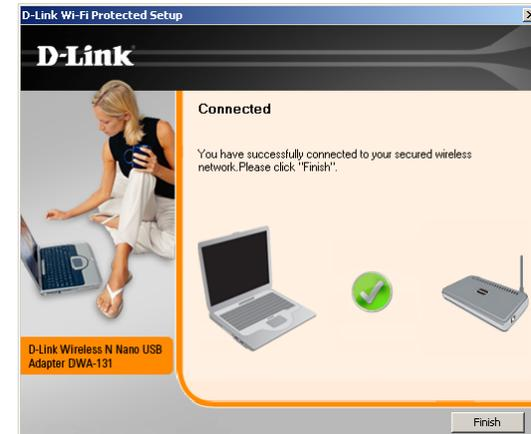 D-Link Wi-Fi Protected Setup
D-Link
Connected
You have successfully connected to your secured wireless
network.Please click "Finish".
D-Link Wireless N Nano USB
Adapter DWA-131
Finish